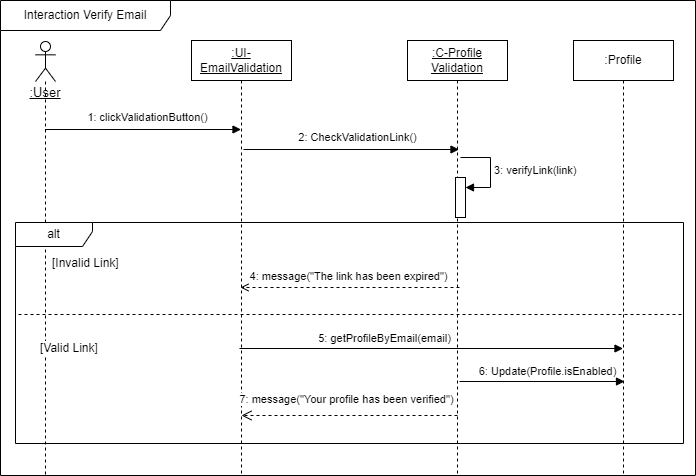 Interaction Verify Email
:User
:UI-
EmailValidation
:C-Profile
Validation
:Profile
1: clickValidationButton()
2: CheckValidationLink()
3: verifyLink(link)
alt
[Invalid Link]
4: message("The link has been expired")
5: getProfileByEmail(email)
[Valid Link]
6: Update(Profile.isEnabled)
7: message("Your profile has been verified")